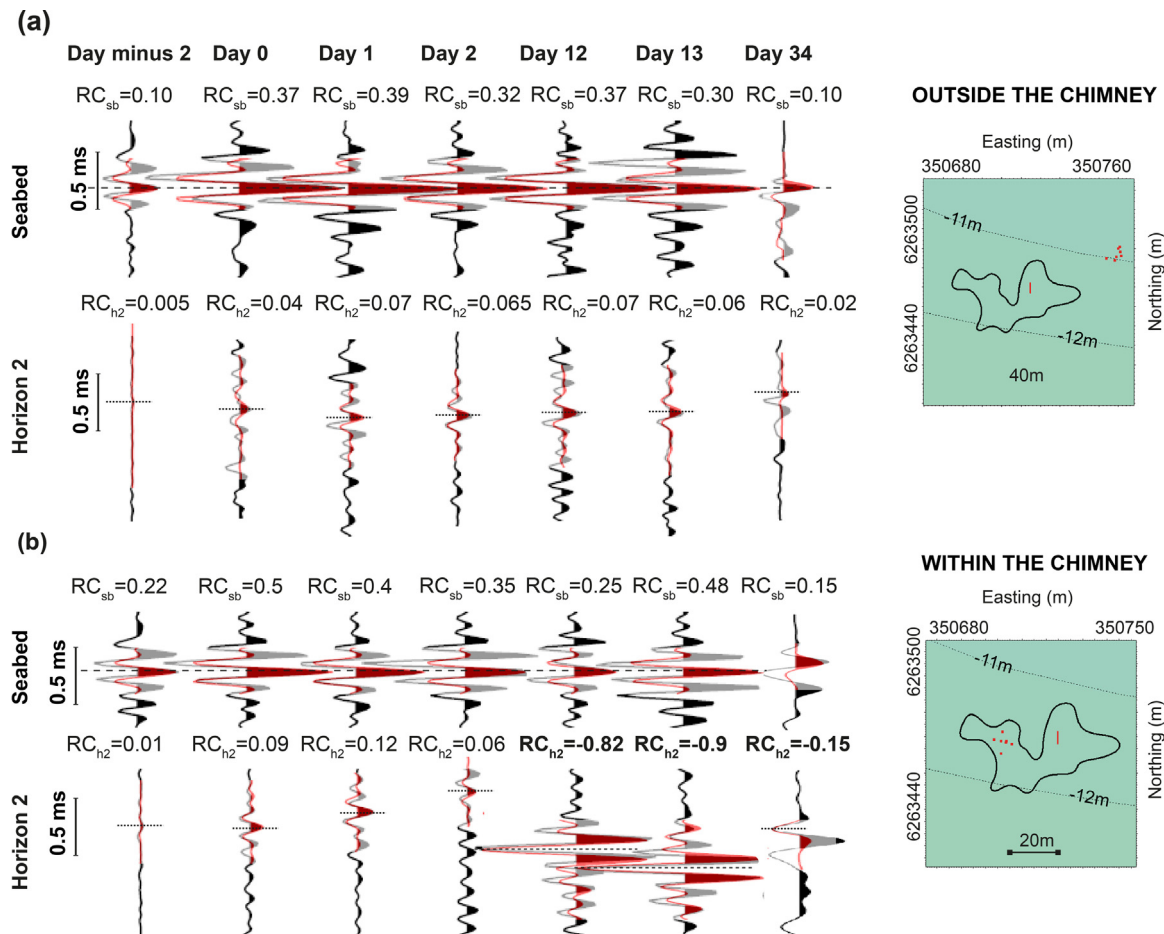 (a)
Day minus 2 Day 0 Day 1 Day 2 Day 12 Day 13 Day 34
RCsb=0.10 RCsb=0.37 RCsb=0.39 RCsb=0.32 RCsb=0.37 RCsb=0.30 RCsb=0.10
Seabed
0.5 ms
RCh2=0.005 RCh2=0.04 RCh2=0.07 RCh2=0.065 RCh2=0.07 RCh2=0.06 RCh2=0.02
Horizon 2
0.5 ms
OUTSIDE THE CHIMNEY
Easting (m)
350680 350760
6263500
6263440
Northing (m)
-11m
-12m
40m
(b)
RCsb=0.22 RCsb=0.5 RCsb=0.4 RCsb=0.35 RCsb=0.25 RCsb=0.48 RCsb=0.15
Seabed
0.5 ms
RCh2=0.01 RCh2=0.09 RCh2=0.12 RCh2=0.06 RCh2=-0.82 RCh2=-0.9 RCh2=-0.15
Horizon 2
0.5 ms
WITHIN THE CHIMNEY
Easting (m)
350680 350750
6263500
6263440
Northing (m)
-11m
-12m
20m